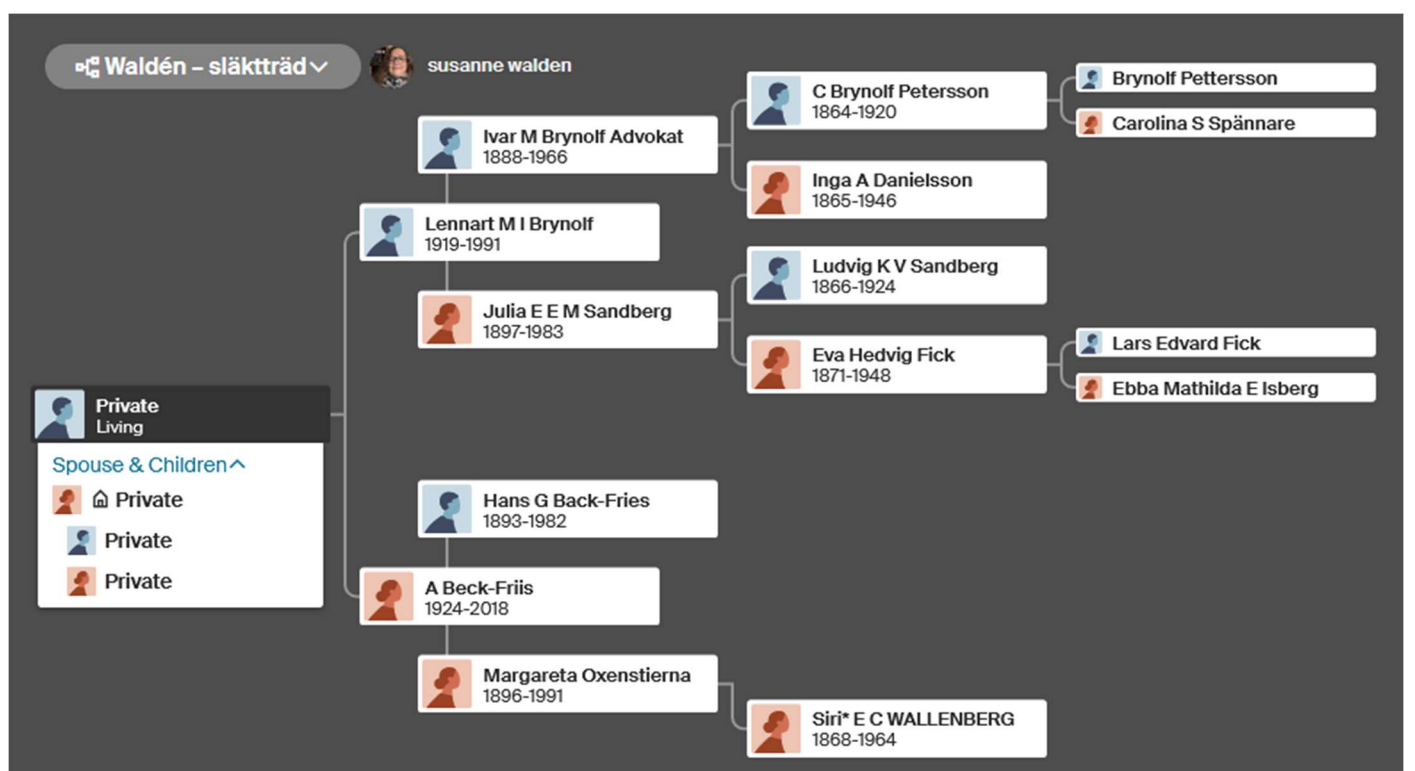 Waldén – släktträd
susanne walden
C Brynolf Petersson
1864-1920
Brynolf Pettersson
Carolina S Spännare
Ivar M Brynolf Advokat
1888-1966
Inga A Danielsson
1865-1946
Lennart M I Brynolf
1919-1991
Ludvig K V Sandberg
1866-1924
Julia E E M Sandberg
1897-1983
Eva Hedvig Fick
1871-1948
Lars Edvard Fick
Ebba Mathilda E Isberg
Private
Living
Spouse & Children
Private
Private
Private
Hans G Back-Fries
1893-1982
A Beck-Friis
1924-2018
Margareta Oxenstierna
1896-1991
Siri* E C WALLENBERG
1868-1964